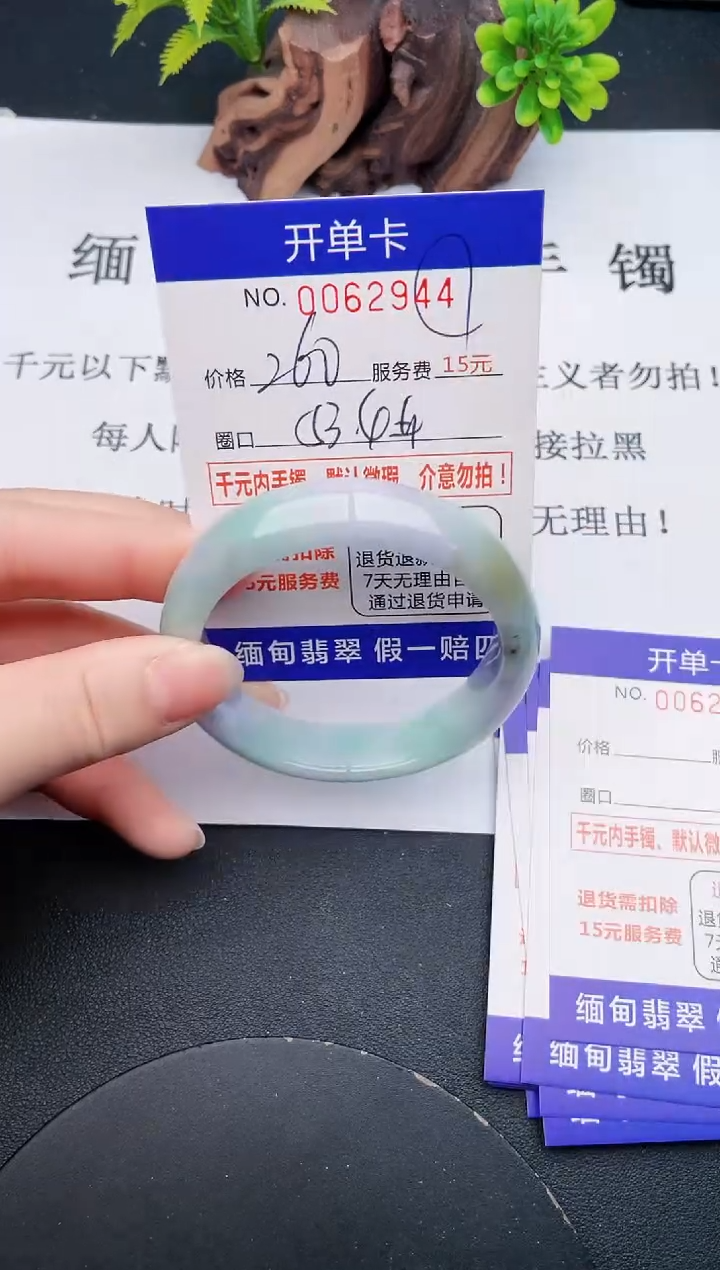 开单卡
NO. 0062944
价格 260 服务费 15元
圈口
千元内手镯、默认微瑕、介意勿拍！
扣除
5元服务费
退货退
7天无理由
通过退货申请
缅甸翡翠 假一赔
缅
手 镯
千元以下
主义者勿拍！
每人
接拉黑
无理由！
开单
NO. 0062
价格
圈口
千元内手镯、默认微
退货需扣除
15元服务费
退货
7天
通
缅甸翡翠
缅甸翡翠 假